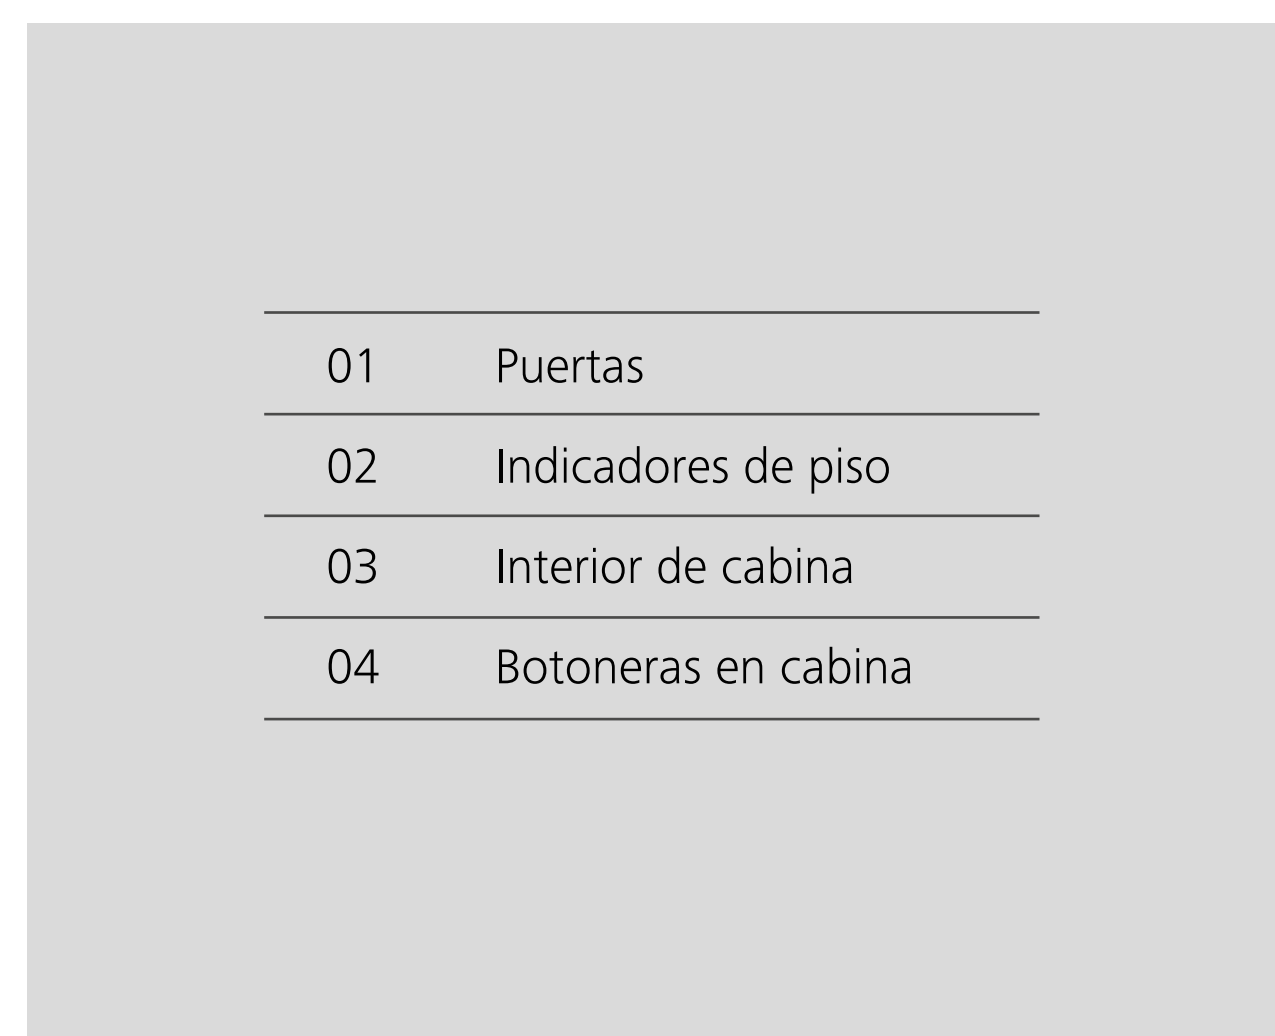 01 Puertas
02 Indicadores de piso
03 Interior de cabina
04 Botoneras en cabina